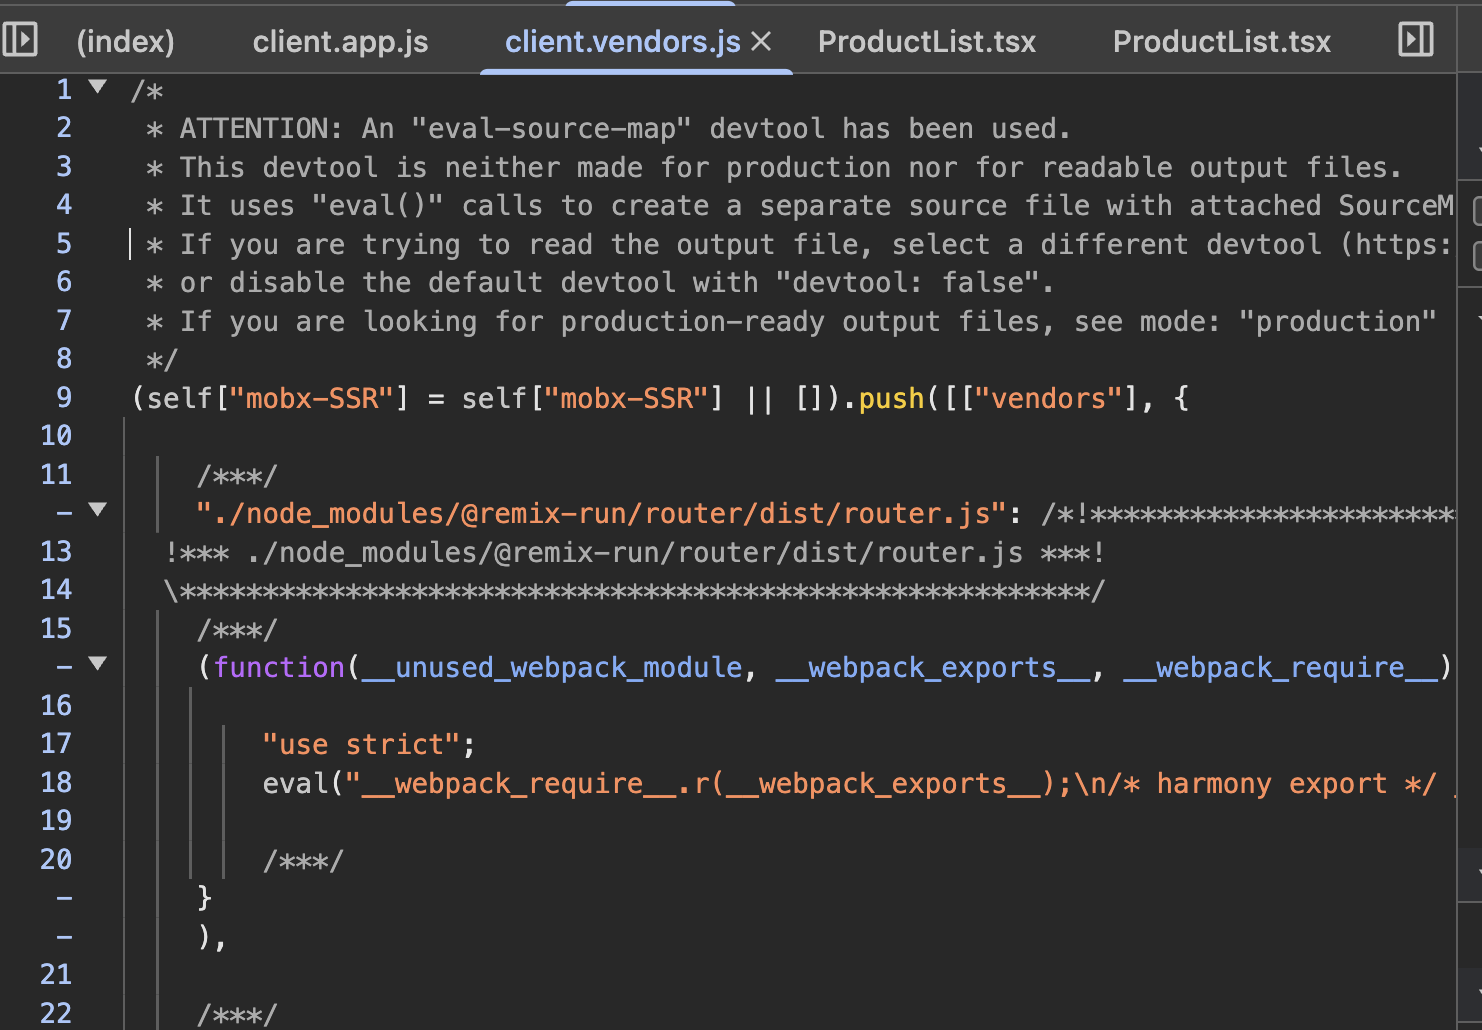 (index) client.app.js client.vendors.js ProductList.tsx ProductList.tsx
1 /*
2 * ATTENTION: An "eval-source-map" devtool has been used.
3 * This devtool is neither made for production nor for readable output files.
4 * It uses "eval()" calls to create a separate source file with attached SourceM
5 * If you are trying to read the output file, select a different devtool (https:
6 * or disable the default devtool with "devtool: false".
7 * If you are looking for production-ready output files, see mode: "production"
8 */
9 (self["mobx-SSR"] = self["mobx-SSR"] || []).push([["vendors"], {
10
11 /***/
- "./node_modules/@remix-run/router/dist/router.js": /*!**********************
13 !*** ./node_modules/@remix-run/router/dist/router.js ***!
14 \*******************************************************/
15 /***/
- (function(__unused_webpack_module, __webpack_exports__, __webpack_require__)
16
17 "use strict";
18 eval("__webpack_require__.r(__webpack_exports__);\n/* harmony export */
19
20 /***/
- }
- ),
21
22 /***/